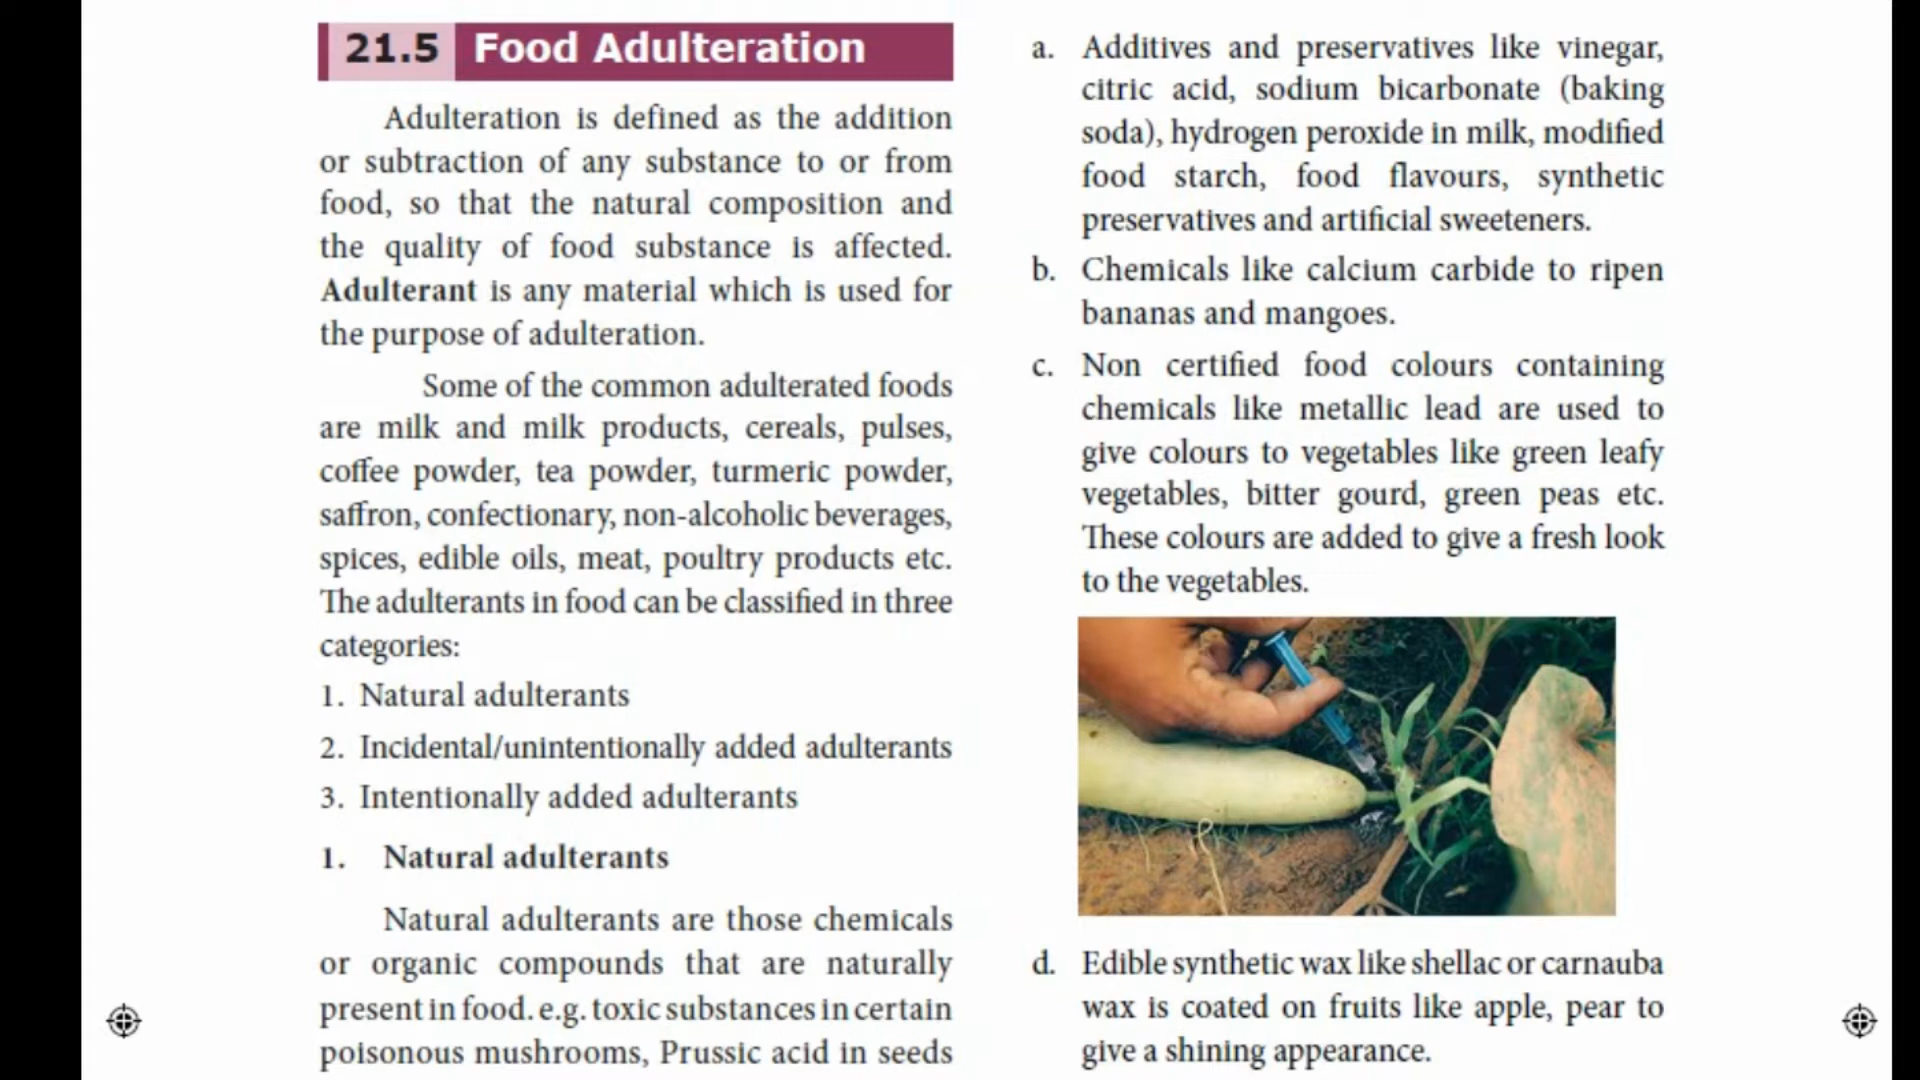 21.5 Food Adulteration
Adulteration is defined as the addition
or subtraction of any substance to or from
food, so that the natural composition and
the quality of food substance is affected.
Adulterant is any material which is used for
the purpose of adulteration.
Some of the common adulterated foods
are milk and milk products, cereals, pulses,
coffee powder, tea powder, turmeric powder,
saffron, confectionary, non-alcoholic beverages,
spices, edible oils, meat, poultry products etc.
The adulterants in food can be classified in three
categories:
1. Natural adulterants
2. Incidental/unintentionally added adulterants
3. Intentionally added adulterants
1. Natural adulterants
Natural adulterants are those chemicals
or organic compounds that are naturally
present in food. e.g. toxic substances in certain
poisonous mushrooms, Prussic acid in seeds
a. Additives and preservatives like vinegar,
citric acid, sodium bicarbonate (baking
soda), hydrogen peroxide in milk, modified
food starch, food flavours, synthetic
preservatives and artificial sweeteners.
b. Chemicals like calcium carbide to ripen
bananas and mangoes.
c. Non certified food colours containing
chemicals like metallic lead are used to
give colours to vegetables like green leafy
vegetables, bitter gourd, green peas etc.
These colours are added to give a fresh look
to the vegetables.
d. Edible synthetic wax like shellac or carnauba
wax is coated on fruits like apple, pear to
give a shining appearance.